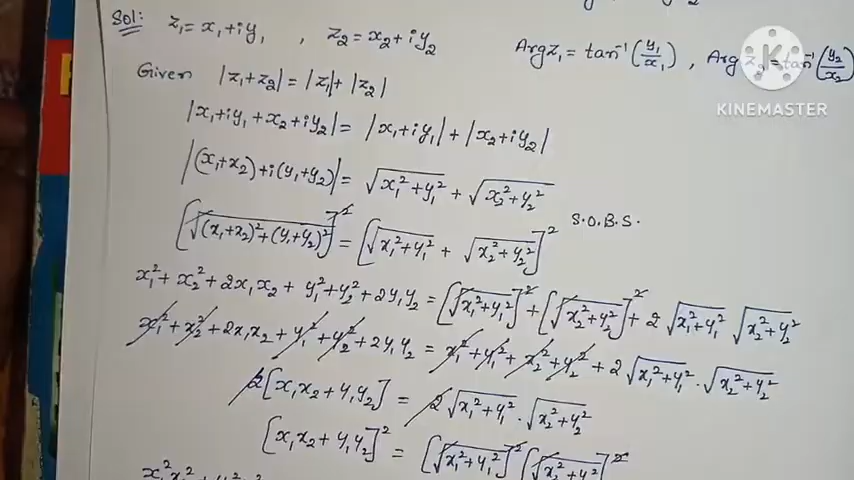 Sol: z₁ = x₁ + iy₁ , z₂ = x₂ + iy₂
Arg z₁ = tan⁻¹(y₁/x₁), Arg z₂ = tan⁻¹(y₂/x₂)
KINEMASTER
Given |z₁+z₂| = |z₁| + |z₂|
|x₁+iy₁+x₂+iy₂| = |x₁+iy₁| + |x₂+iy₂|
|(x₁+x₂)+i(y₁+y₂)| = √(x₁²+y₁²) + √(x₂²+y₂²)
[√((x₁+x₂)²+(y₁+y₂)²)]² = [√(x₁²+y₁²) + √(x₂²+y₂²)]² S.O.B.S.
x₁²+x₂²+2x₁x₂+y₁²+y₂²+2y₁y₂ = [√(x₁²+y₁²)]² + [√(x₂²+y₂²)]² + 2√(x₁²+y₁²) √(x₂²+y₂²)
x₁²+x₂²+2x₁x₂+y₁²+y₂²+2y₁y₂ = x₁²+y₁²+x₂²+y₂²+2√(x₁²+y₁²)·√(x₂²+y₂²)
2[x₁x₂+y₁y₂] = 2√(x₁²+y₁²)·√(x₂²+y₂²)
[x₁x₂+y₁y₂]² = [√(x₁²+y₁²)]² [√(x₂²+y₂²)]²